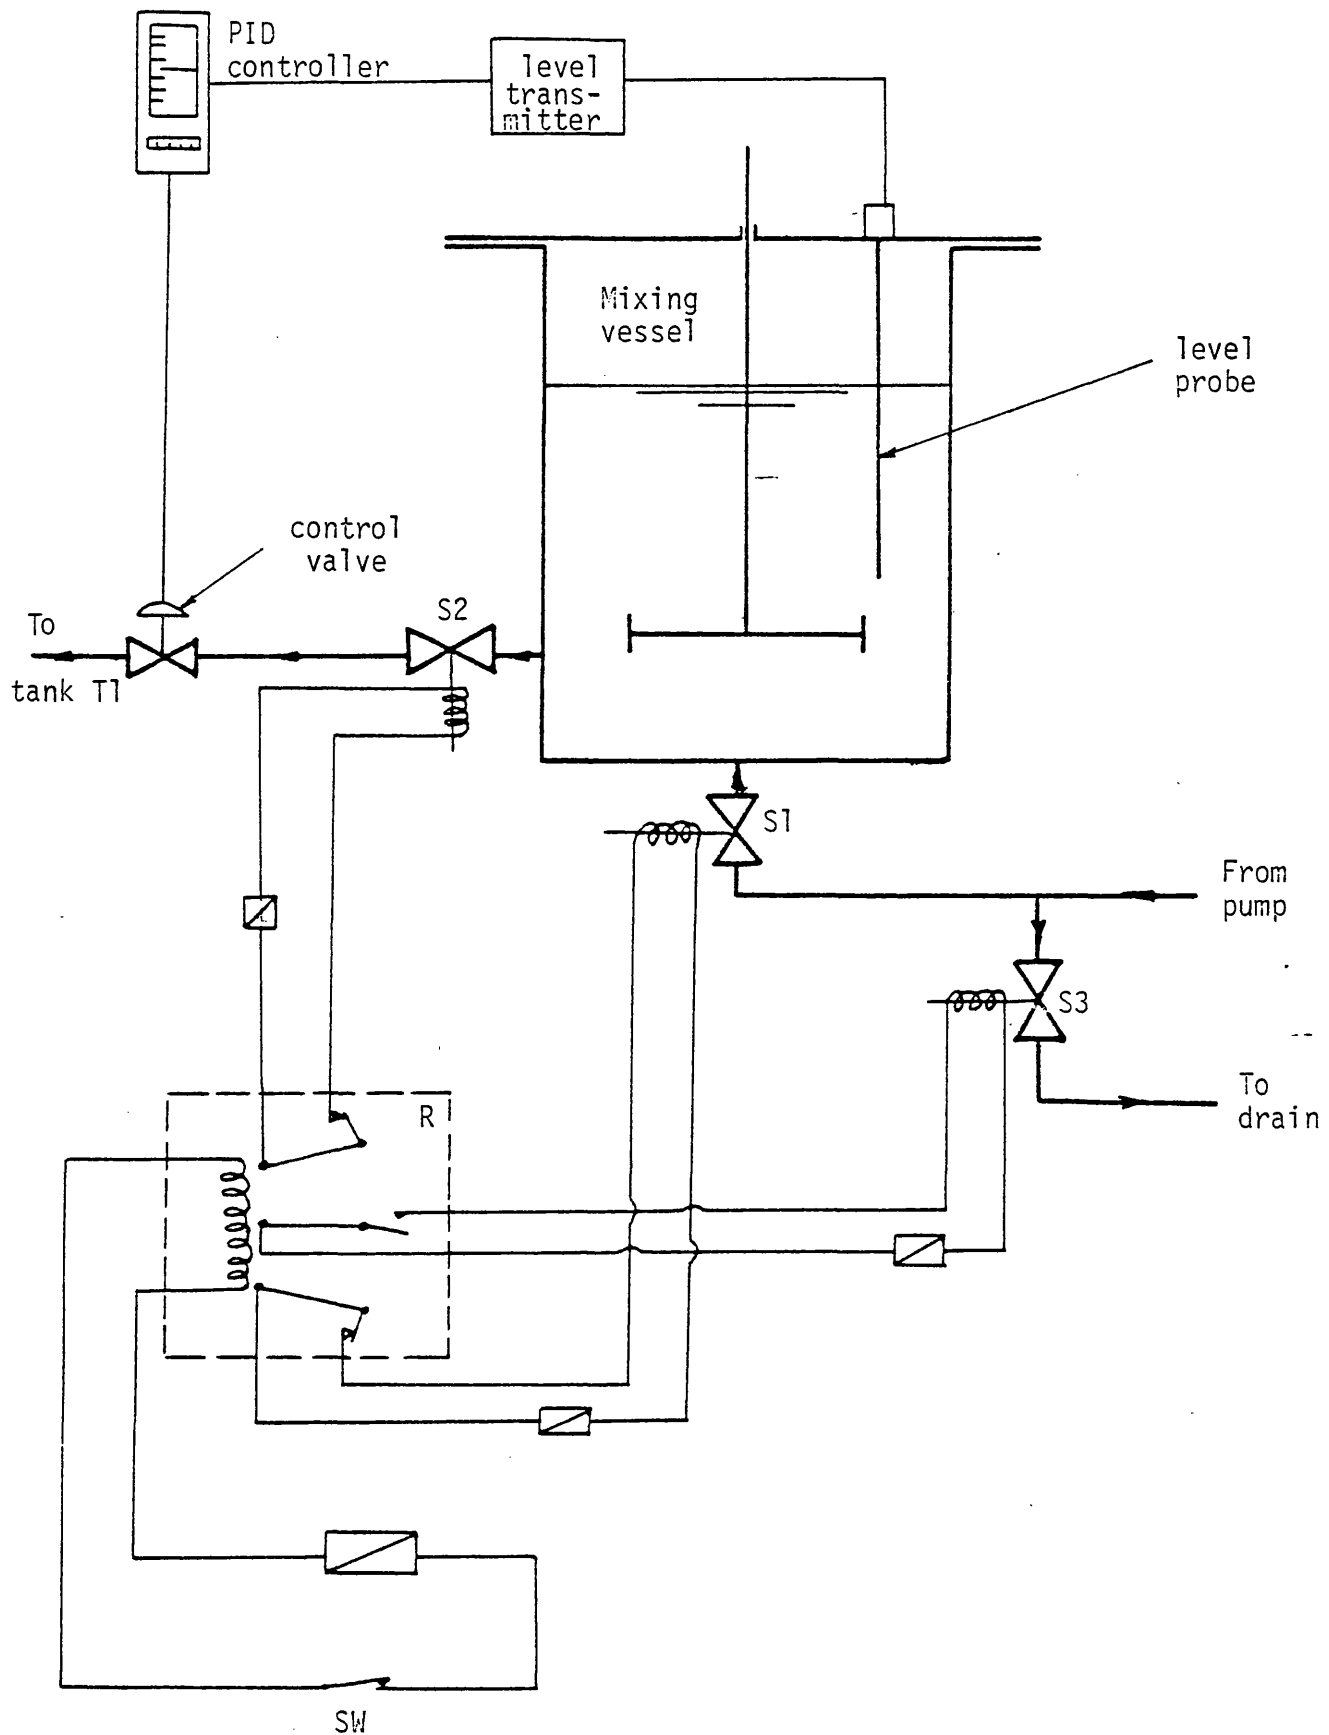 PID
controller
level
trans-
mitter
Mixing
vessel
level
probe
control
valve
To
tank T1
S2
S1
From
pump
S3
To
drain
R
SW